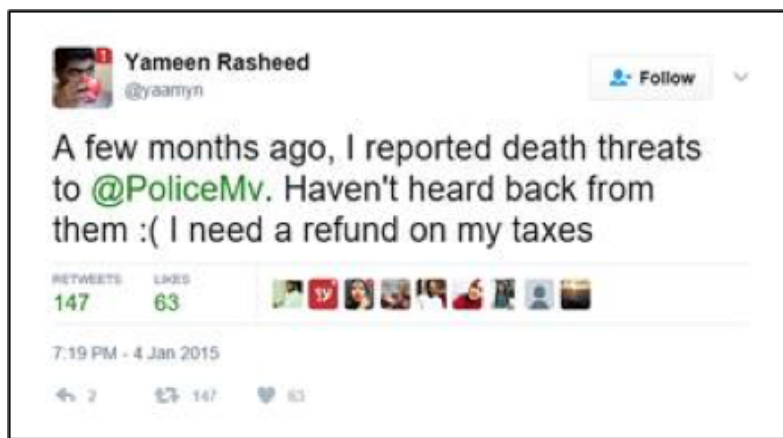 Yameen Rasheed
@yaamyn
Follow
A few months ago, I reported death threats
to @PoliceMv. Haven't heard back from
them :( I need a refund on my taxes
RETWEETS LIKES
147 63
7:19 PM - 4 Jan 2015
2 147 63